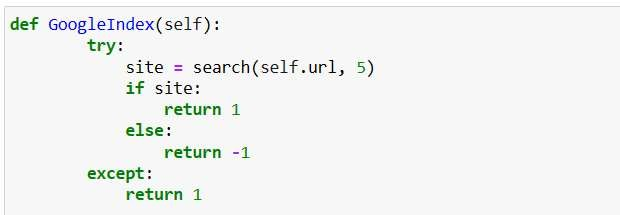 def GoogleIndex(self):
        try:
            site = search(self.url, 5)
            if site:
                return 1
            else:
                return -1
        except:
            return 1